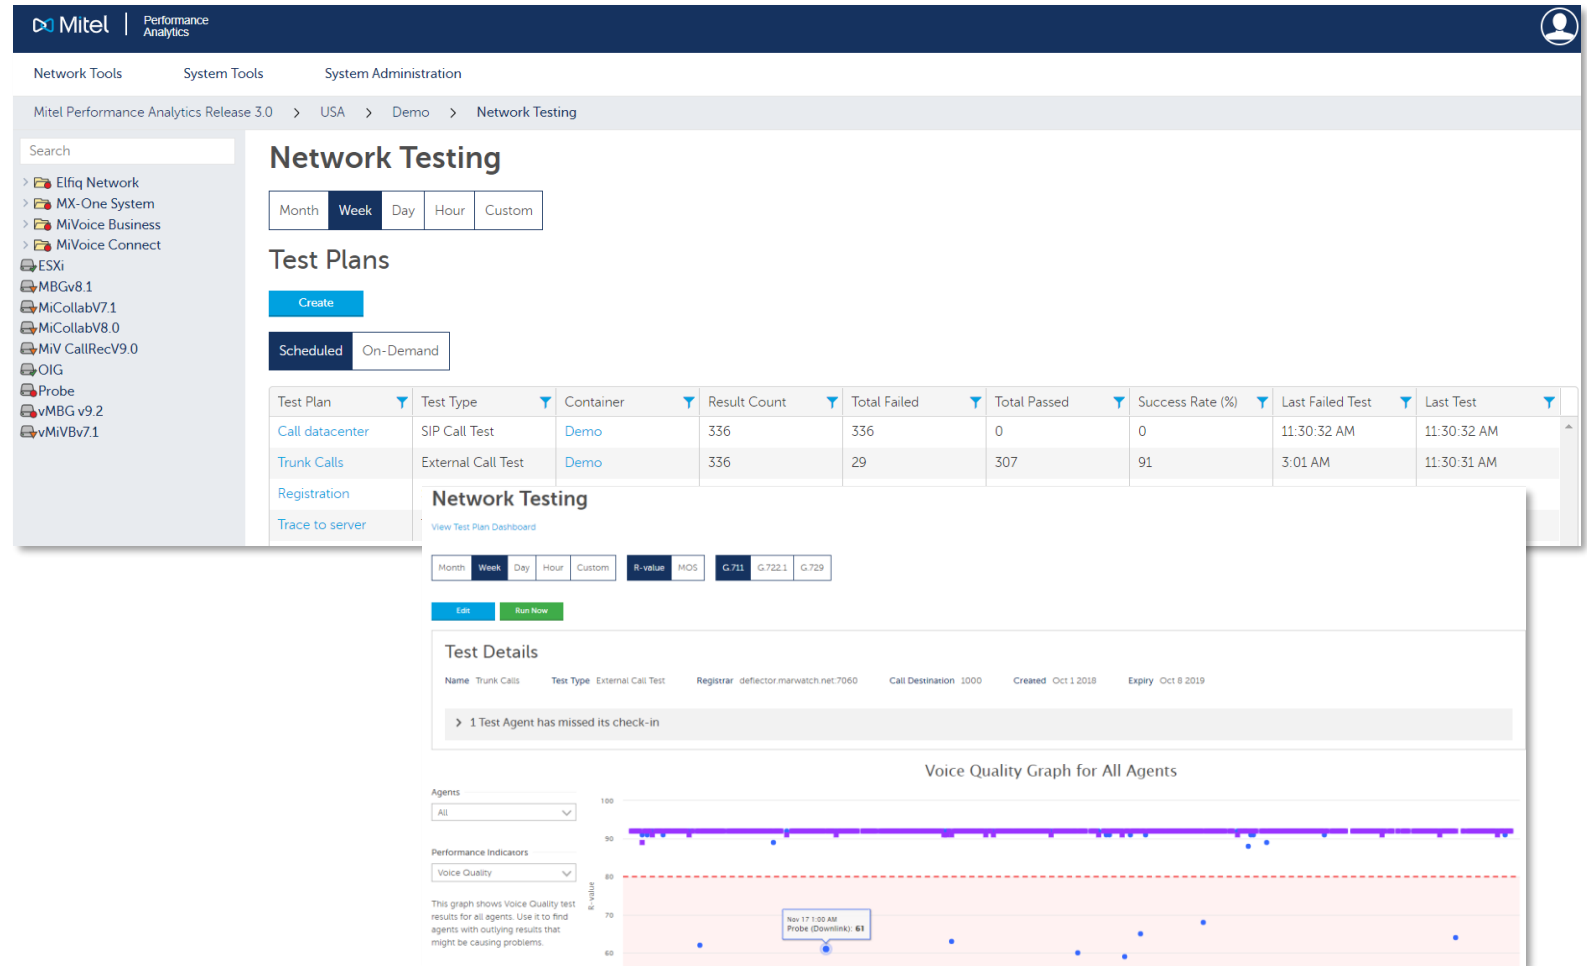 Mitel | Performance Analytics
Network Tools System Tools System Administration
Mitel Performance Analytics Release 3.0 > USA > Demo > Network Testing
Search
Elfiq Network
MX-One System
MiVoice Business
MiVoice Connect
ESXi
MBGv8.1
MiCollabV7.1
MiCollabV8.0
MiV CallRecV9.0
OIG
Probe
vMBG v9.2
vMiVBv7.1
Network Testing
Month Week Day Hour Custom
Test Plans
Create
Scheduled On-Demand
Test Plan Test Type Container Result Count Total Failed Total Passed Success Rate (%) Last Failed Test Last Test
Call datacenter SIP Call Test Demo 336 336 0 0 11:30:32 AM 11:30:32 AM
Trunk Calls External Call Test Demo 336 29 307 91 3:01 AM 11:30:31 AM
Registration
Trace to server
Network Testing
View Test Plan Dashboard
Month Week Day Hour Custom R-value MOS G.711 G.722.1 G.729
Edit Run Now
Test Details
Name Trunk Calls Test Type External Call Test Registrar deflector.marwatch.net:7060 Call Destination 1000 Created Oct 1 2018 Expiry Oct 8 2019
> 1 Test Agent has missed its check-in
Voice Quality Graph for All Agents
Agents
All
Performance Indicators
Voice Quality
This graph shows Voice Quality test
results for all agents. Use it to find
agents with outlying results that
might be causing problems.
R-value
100
90
80
70
60
Nov 17 1:00 AM
Probe (Downlink): 61